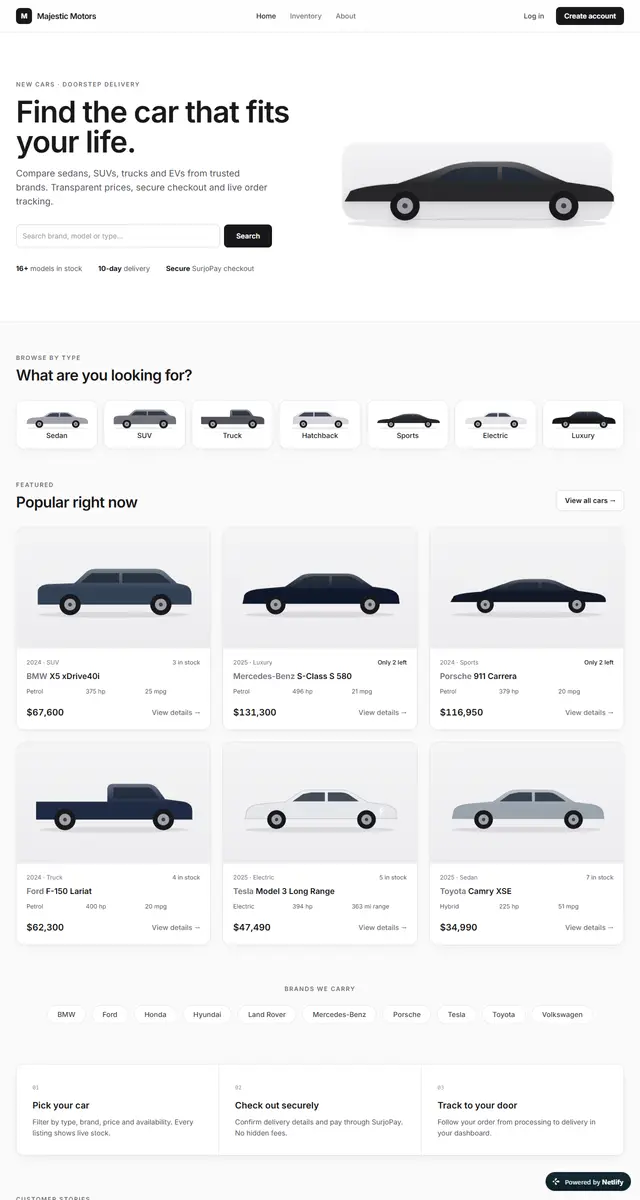 M Majestic Motors
Home Inventory About
Log in Create account
NEW CARS · DOORSTEP DELIVERY
Find the car that fits
your life.
Compare sedans, SUVs, trucks and EVs from trusted
brands. Transparent prices, secure checkout and live order
tracking.
Search brand, model or type...
Search
16+ models in stock 10-day delivery Secure SurjoPay checkout
BROWSE BY TYPE
What are you looking for?
Sedan SUV Truck Hatchback Sports Electric Luxury
FEATURED
Popular right now
View all cars →
2024 · SUV 3 in stock
BMW X5 xDrive40i
Petrol 375 hp 25 mpg
$67,600 View details →
2025 · Luxury Only 2 left
Mercedes-Benz S-Class S 580
Petrol 496 hp 21 mpg
$131,300 View details →
2024 · Sports Only 2 left
Porsche 911 Carrera
Petrol 379 hp 20 mpg
$116,950 View details →
2024 · Truck 4 in stock
Ford F-150 Lariat
Petrol 400 hp 20 mpg
$62,300 View details →
2025 · Electric 5 in stock
Tesla Model 3 Long Range
Electric 394 hp 363 mi range
$47,490 View details →
2025 · Sedan 7 in stock
Toyota Camry XSE
Hybrid 225 hp 51 mpg
$34,990 View details →
BRANDS WE CARRY
BMW Ford Honda Hyundai Land Rover Mercedes-Benz Porsche Tesla Toyota Volkswagen
01
Pick your car
Filter by type, brand, price and availability. Every
listing shows live stock.
02
Check out securely
Confirm delivery details and pay through SurjoPay.
No hidden fees.
03
Track to your door
Follow your order from processing to delivery in
your dashboard.
Powered by Netlify
CUSTOMER STORIES